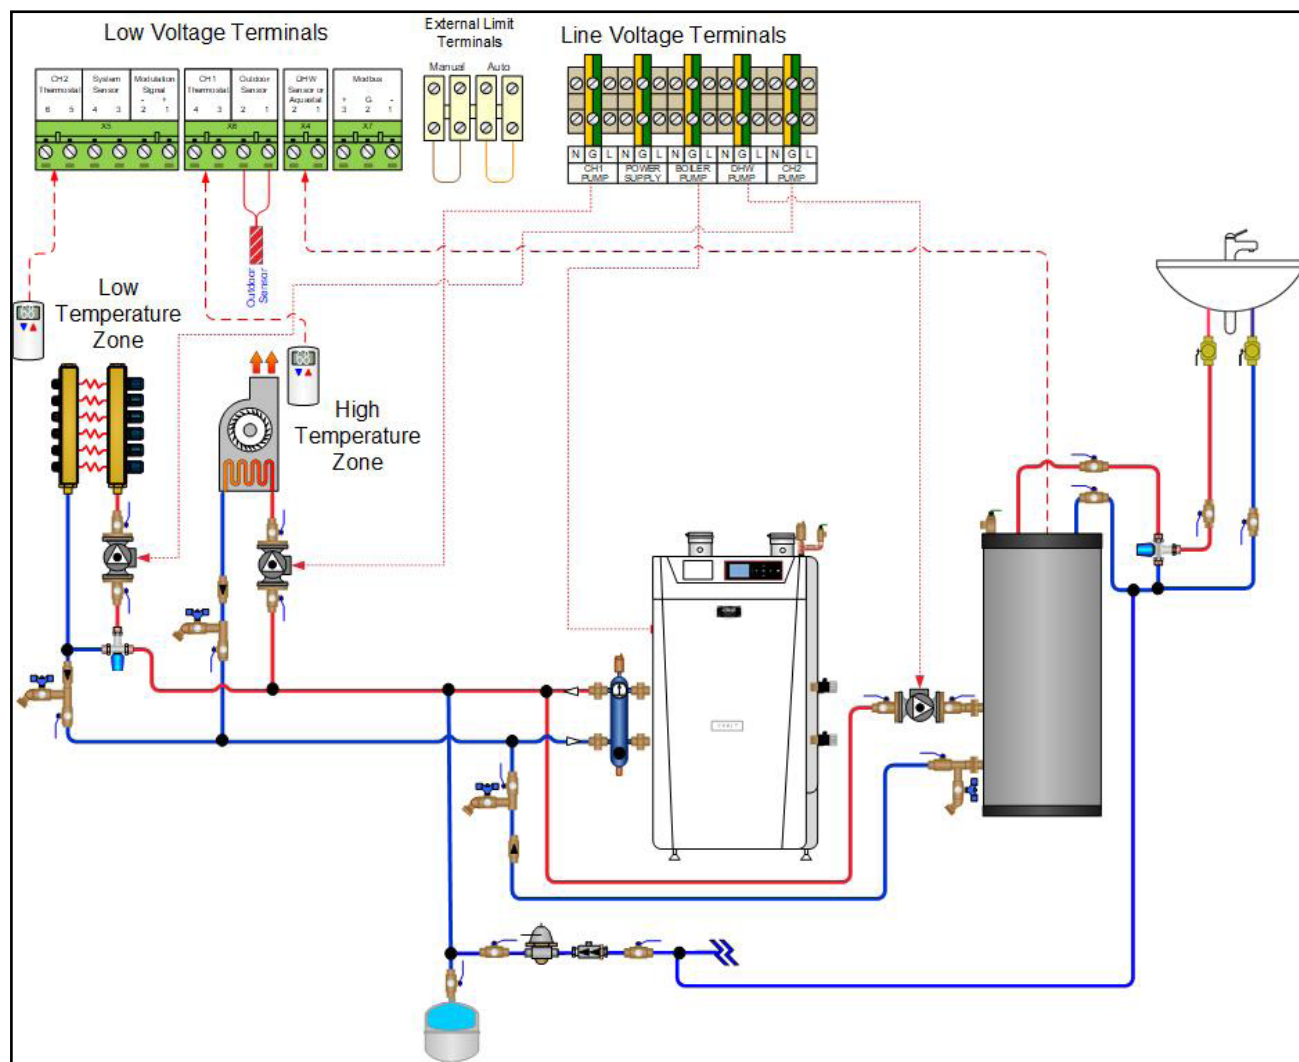 Low Voltage Terminals
External Limit
Terminals
Line Voltage Terminals
Manual
Auto
CH2
Thermostat
6 5
System
Sensor
4 3
Modulation
Signal
- +
2 1
CH1
Thermostat
4 3
Outdoor
Sensor
2 1
DHW
Sensor or
Aquastat
2 1
Modbus
+ G -
3 2 1
X5
X6
X4
X7
N G L N G L N G L N G L N G L
CH1
PUMP
POWER
SUPPLY
BOILER
PUMP
DHW
PUMP
CH2
PUMP
Outdoor
Sensor
68
Low
Temperature
Zone
68
High
Temperature
Zone